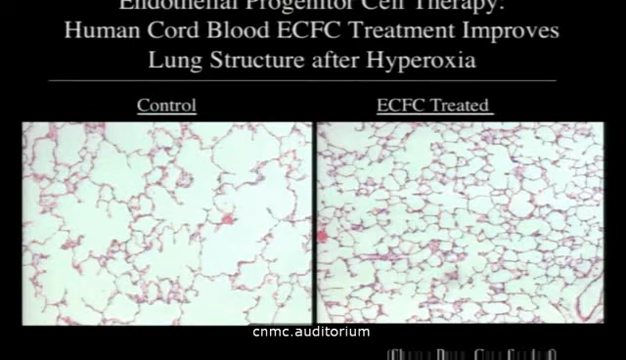 Endothelial Progenitor Cell Therapy:
Human Cord Blood ECFC Treatment Improves
Lung Structure after Hyperoxia
Control
ECFC Treated
cnmc.auditorium